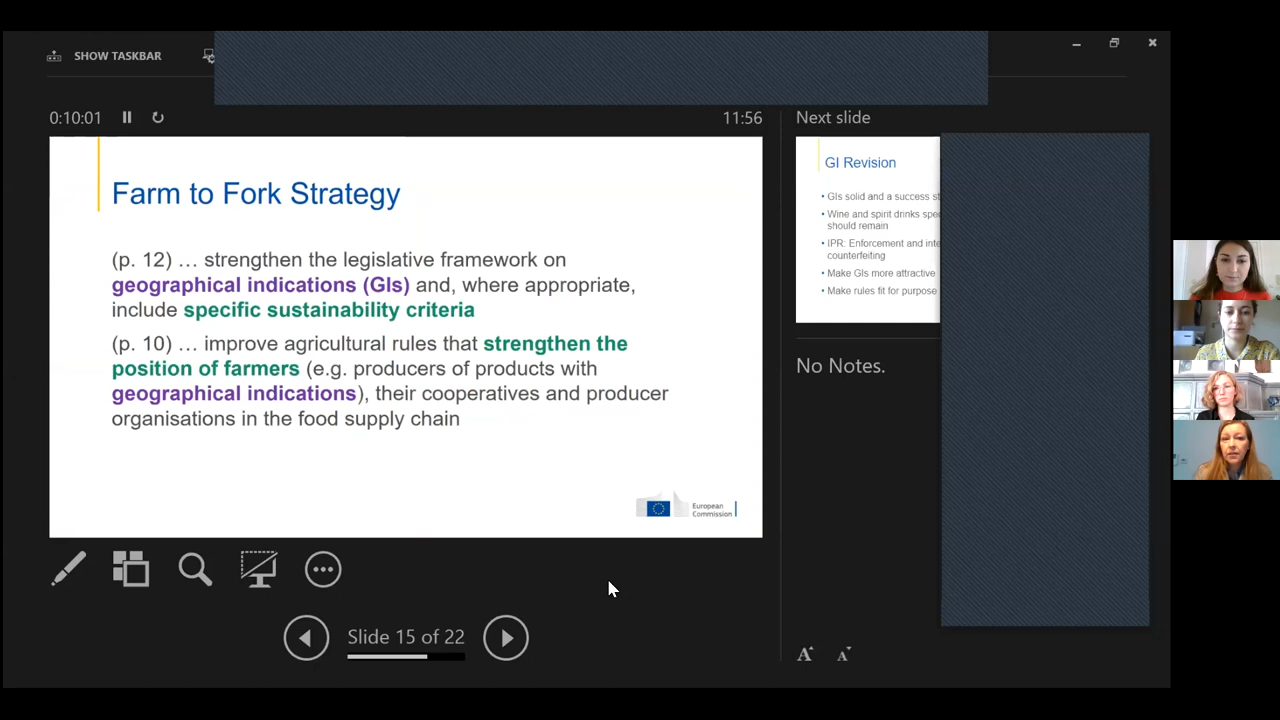 SHOW TASKBAR
0:10:01
11:56
Farm to Fork Strategy
(p. 12) … strengthen the legislative framework on
geographical indications (GIs) and, where appropriate,
include specific sustainability criteria
(p. 10) … improve agricultural rules that strengthen the
position of farmers (e.g. producers of products with
geographical indications), their cooperatives and producer
organisations in the food supply chain
European
Commission
Slide 15 of 22
Next slide
GI Revision
• GIs solid and a success
• Wine and spirit drinks
should remain
• IPR: Enforcement and
counterfeiting
• Make GIs more attractive
• Make rules fit for purpose
No Notes.
A A